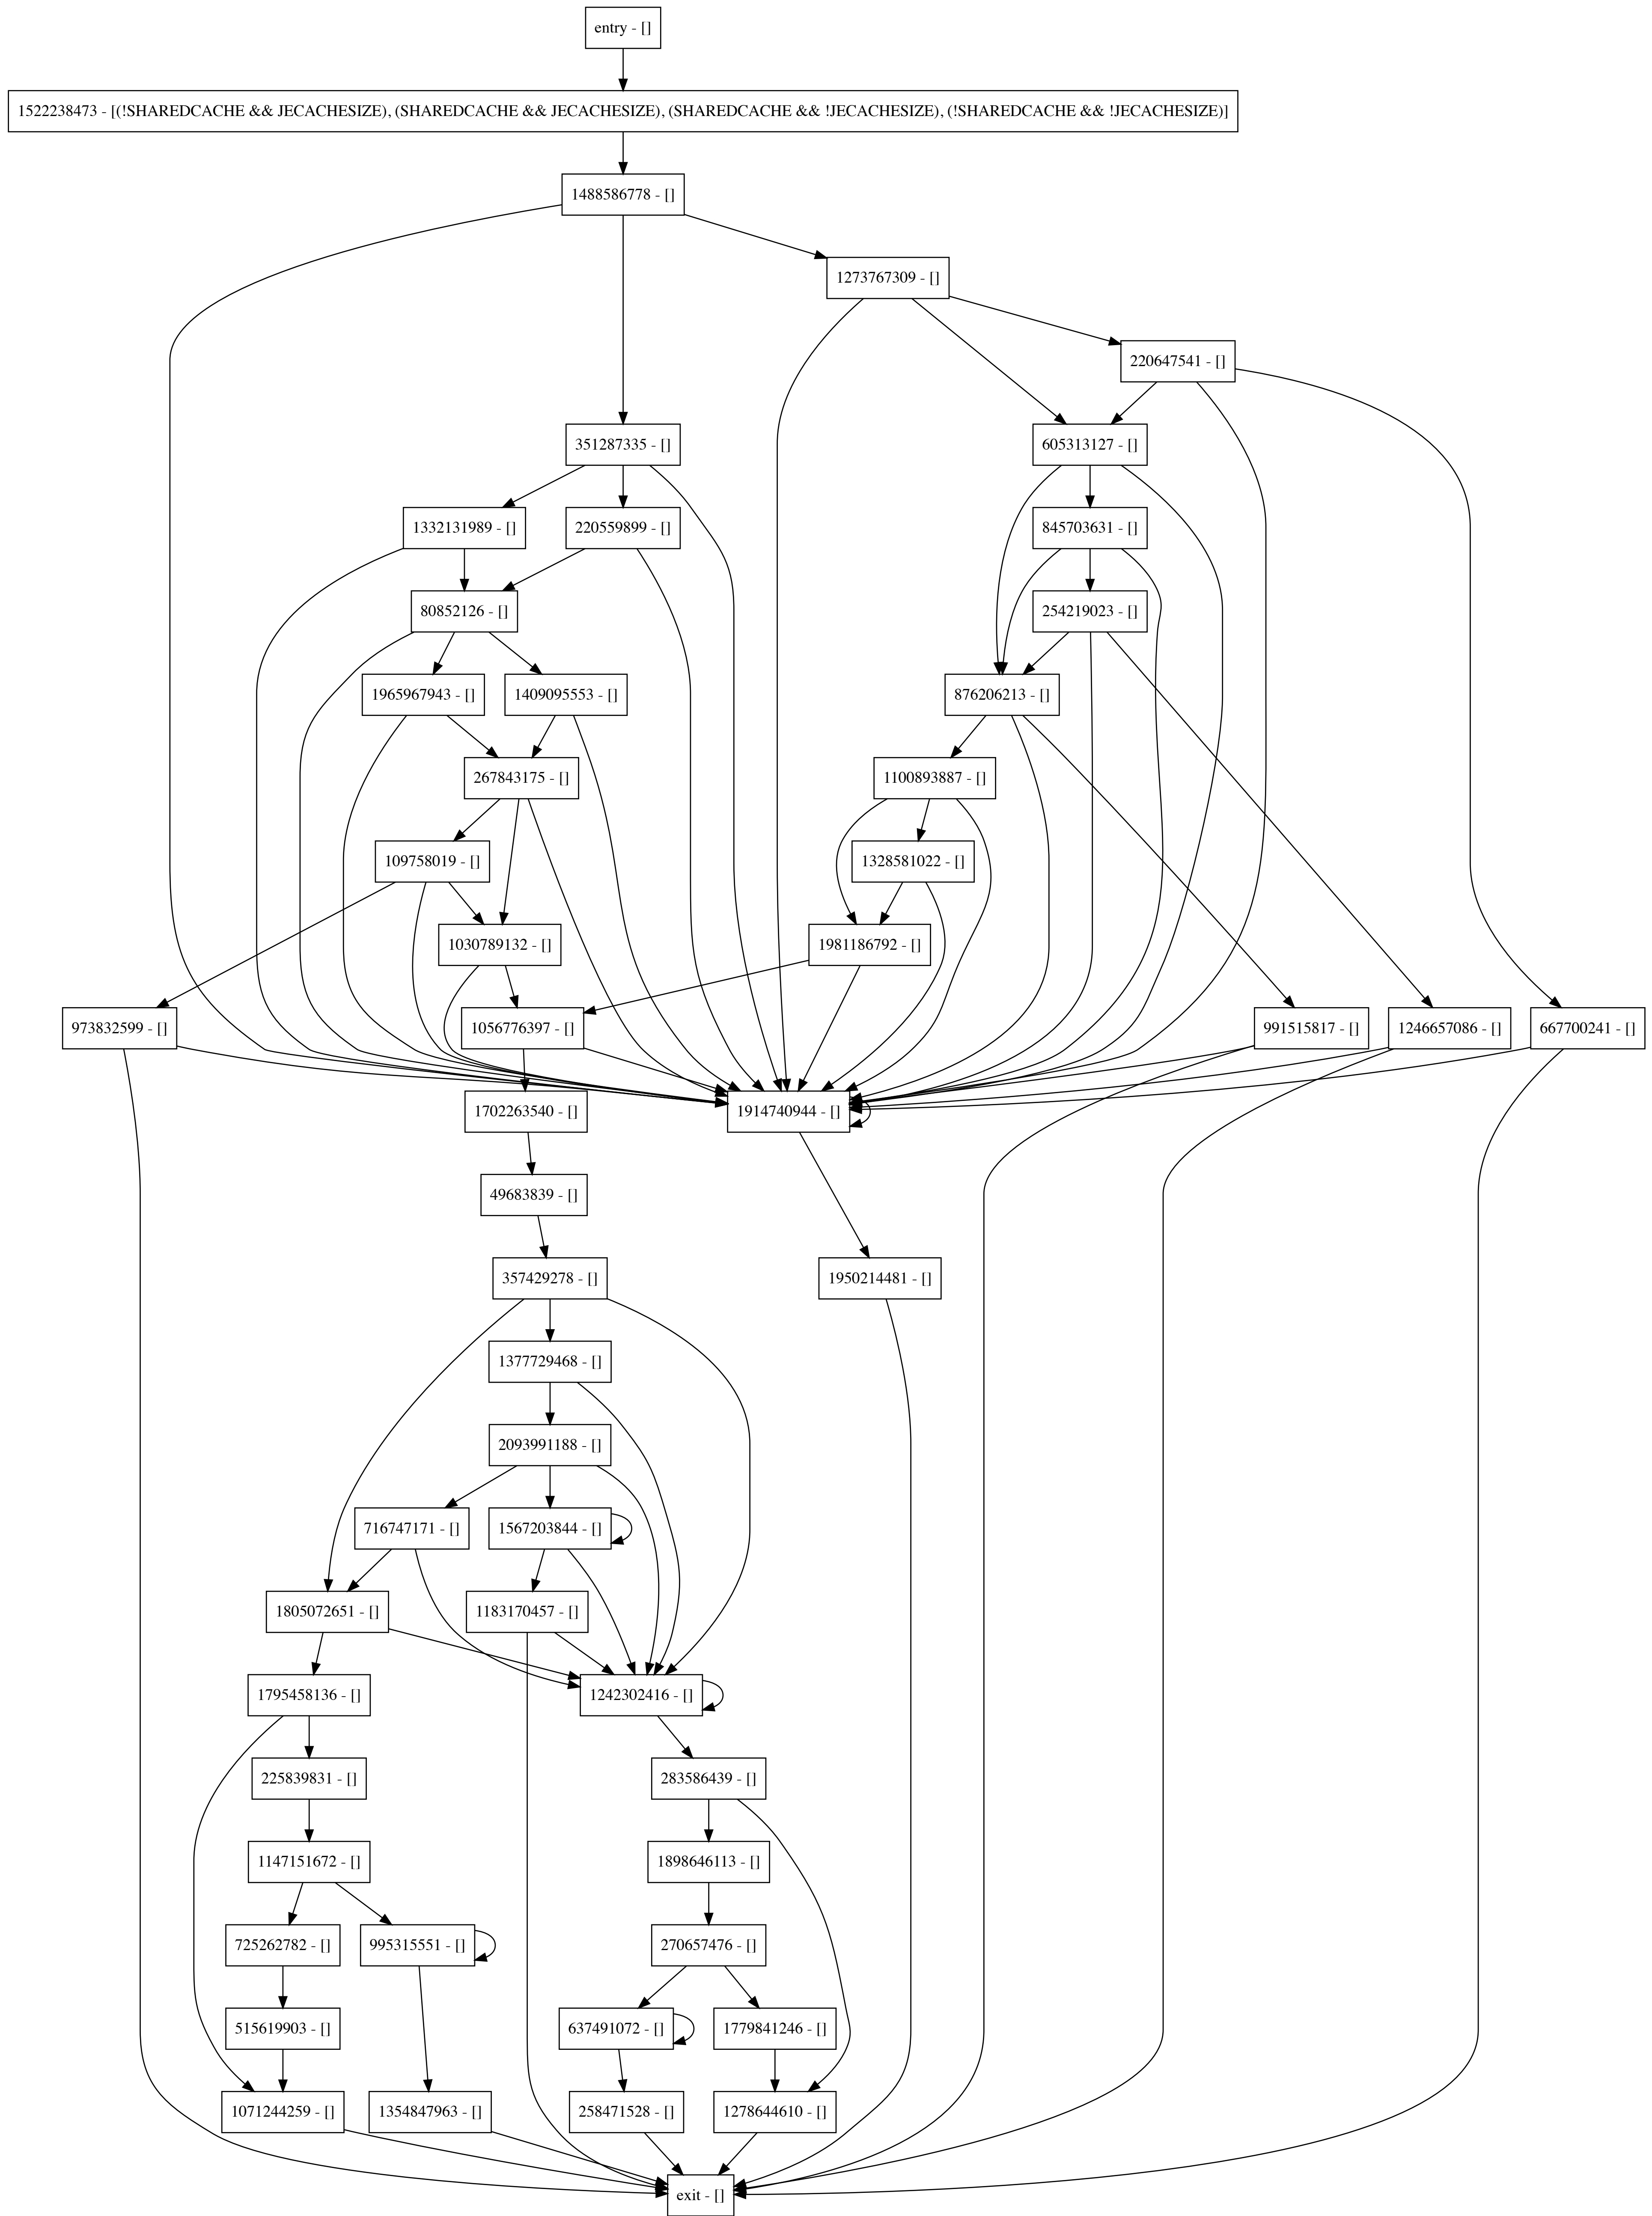 entry - []
1522238473 - [(!SHAREDCACHE && JECACHESIZE), (SHAREDCACHE && JECACHESIZE), (SHAREDCACHE && !JECACHESIZE), (!SHAREDCACHE && !JECACHESIZE)]
1488586778 - []
1273767309 - []
220647541 - []
351287335 - []
605313127 - []
1332131989 - []
220559899 - []
845703631 - []
80852126 - []
254219023 - []
1965967943 - []
1409095553 - []
876206213 - []
267843175 - []
1100893887 - []
109758019 - []
1328581022 - []
1030789132 - []
1981186792 - []
973832599 - []
1056776397 - []
991515817 - []
1246657086 - []
667700241 - []
1702263540 - []
1914740944 - []
49683839 - []
357429278 - []
1950214481 - []
1377729468 - []
2093991188 - []
716747171 - []
1567203844 - []
1805072651 - []
1183170457 - []
1795458136 - []
1242302416 - []
225839831 - []
283586439 - []
1147151672 - []
1898646113 - []
725262782 - []
995315551 - []
270657476 - []
515619903 - []
637491072 - []
1779841246 - []
1071244259 - []
1354847963 - []
258471528 - []
1278644610 - []
exit - []